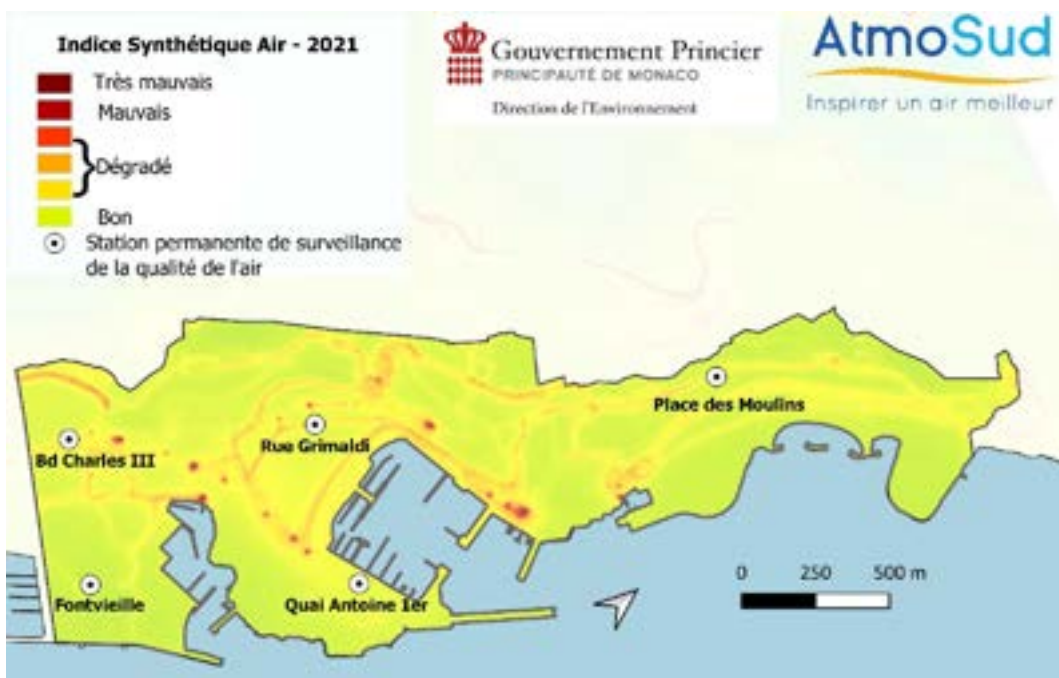 Indice Synthétique Air - 2021
Très mauvais
Mauvais
Dégradé
Bon
Station permanente de surveillance
de la qualité de l'air
Gouvernement Princier
PRINCIPAUTÉ DE MONACO
Direction de l'Environnement
AtmoSud
Inspirer un air meilleur
Place des Moulins
Rue Grimaldi
Bd Charles III
Fontvieille
Quai Antoine 1er
0 250 500 m